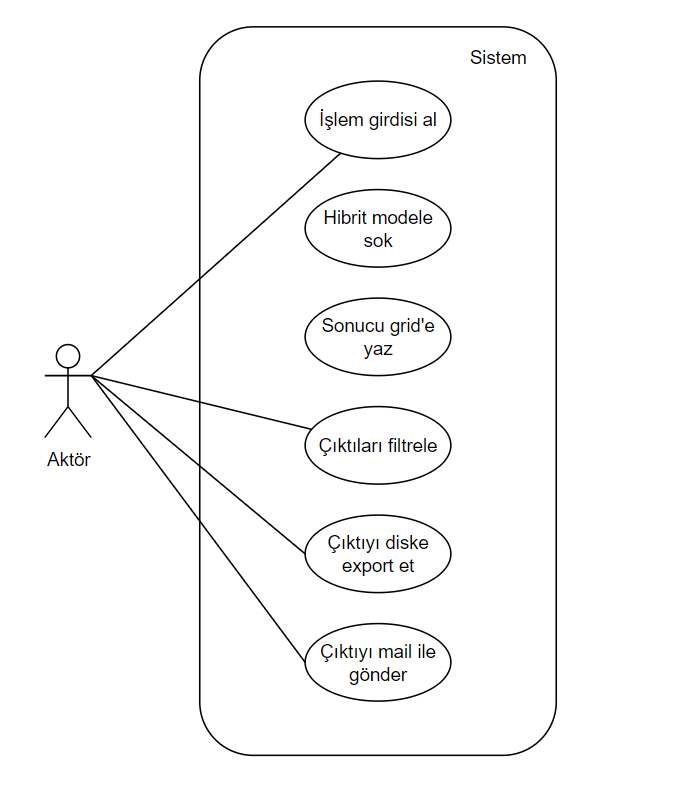 Sistem
İşlem girdisi al
Hibrit modele
sok
Sonucu grid'e
yaz
Çıktıları filtrele
Aktör
Çıktıyı diske
export et
Çıktıyı mail ile
gönder